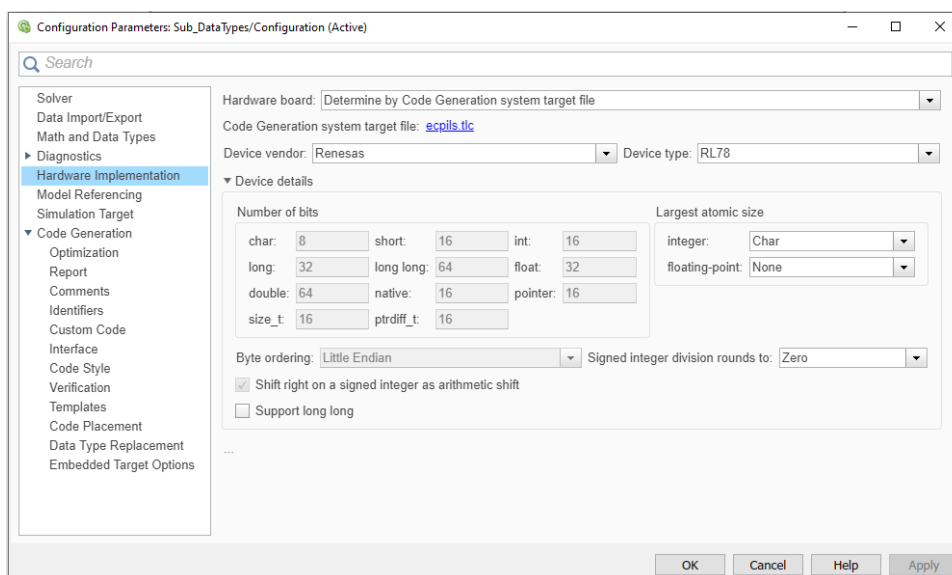 Configuration Parameters: Sub_DataTypes/Configuration (Active)
Search
Solver
Data Import/Export
Math and Data Types
Diagnostics
Hardware Implementation
Model Referencing
Simulation Target
Code Generation
Optimization
Report
Comments
Identifiers
Custom Code
Interface
Code Style
Verification
Templates
Code Placement
Data Type Replacement
Embedded Target Options
Hardware board: Determine by Code Generation system target file
Code Generation system target file: ecpils.tlc
Device vendor: Renesas Device type: RL78
Device details
Number of bits
char: 8 short: 16 int: 16
long: 32 long long: 64 float: 32
double: 64 native: 16 pointer: 16
size_t: 16 ptrdiff_t: 16
Largest atomic size
integer: Char
floating-point: None
Byte ordering: Little Endian Signed integer division rounds to: Zero
Shift right on a signed integer as arithmetic shift
Support long long
...
OK Cancel Help Apply